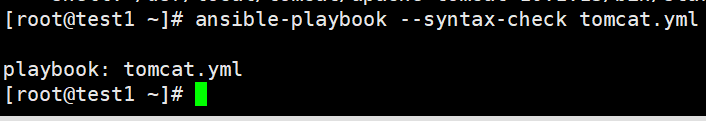 [root@test1 ~]# ansible-playbook --syntax-check tomcat.yml
playbook: tomcat.yml
[root@test1 ~]#